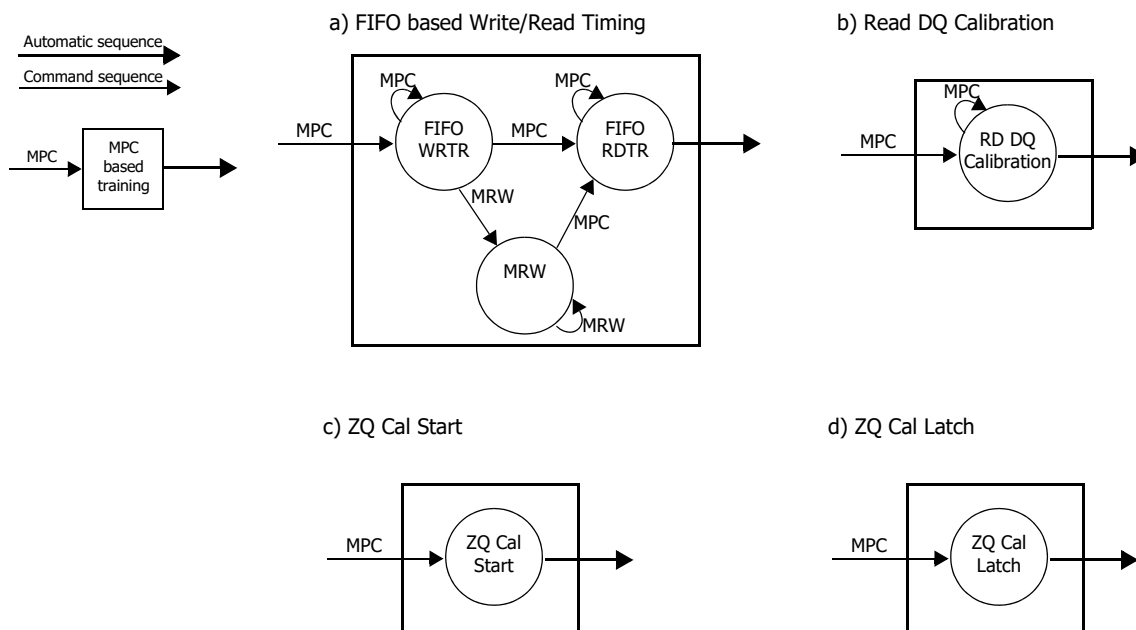 Automatic sequence
Command sequence
MPC
MPC
based
training
a) FIFO based Write/Read Timing
MPC
MPC
FIFO
WRTR
MPC
MPC
FIFO
RDTR
MRW
MPC
MRW
MRW
b) Read DQ Calibration
MPC
MPC
RD DQ
Calibration
c) ZQ Cal Start
MPC
ZQ Cal
Start
d) ZQ Cal Latch
MPC
ZQ Cal
Latch